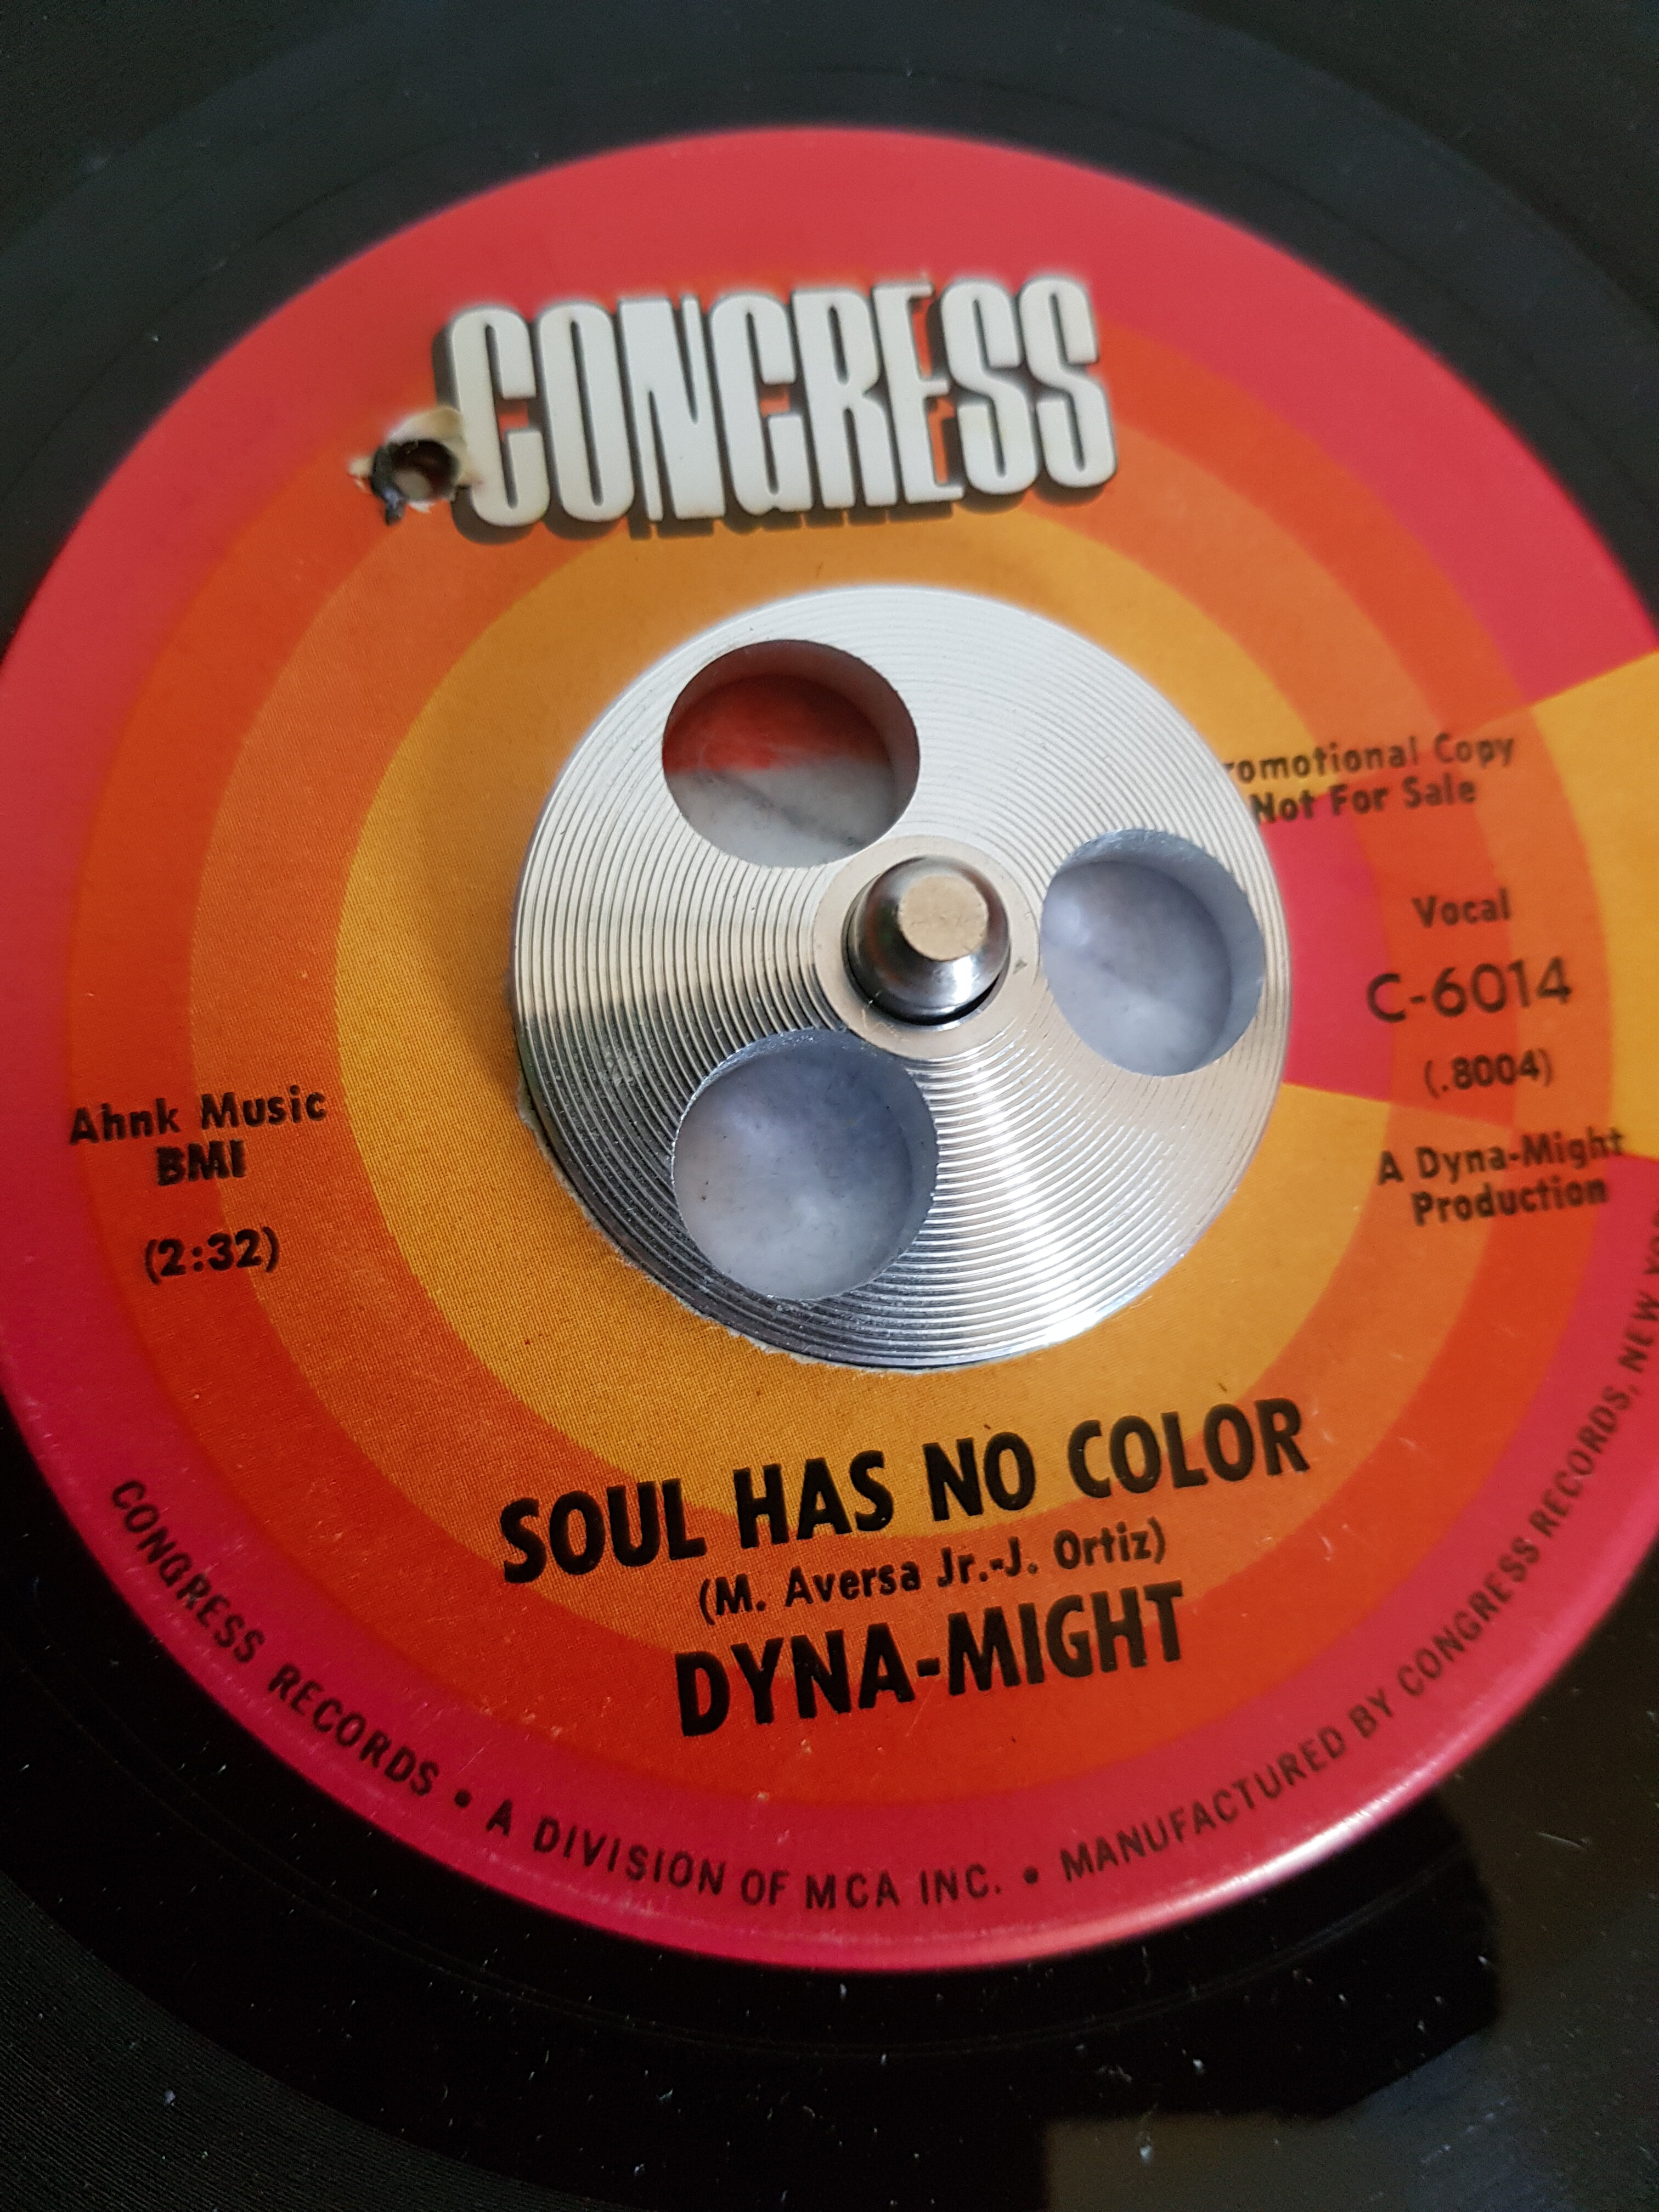 CONGRESS
romotional Copy
Not For Sale
Vocal
C-6014
(.8004)
A Dyna-Might
Production
Ahnk Music
BMI
(2:32)
SOUL HAS NO COLOR
(M. Aversa Jr.-J. Ortiz)
DYNA-MIGHT
CONGRESS RECORDS • A DIVISION OF MCA INC. • MANUFACTURED BY CONGRESS RECORDS, NEW